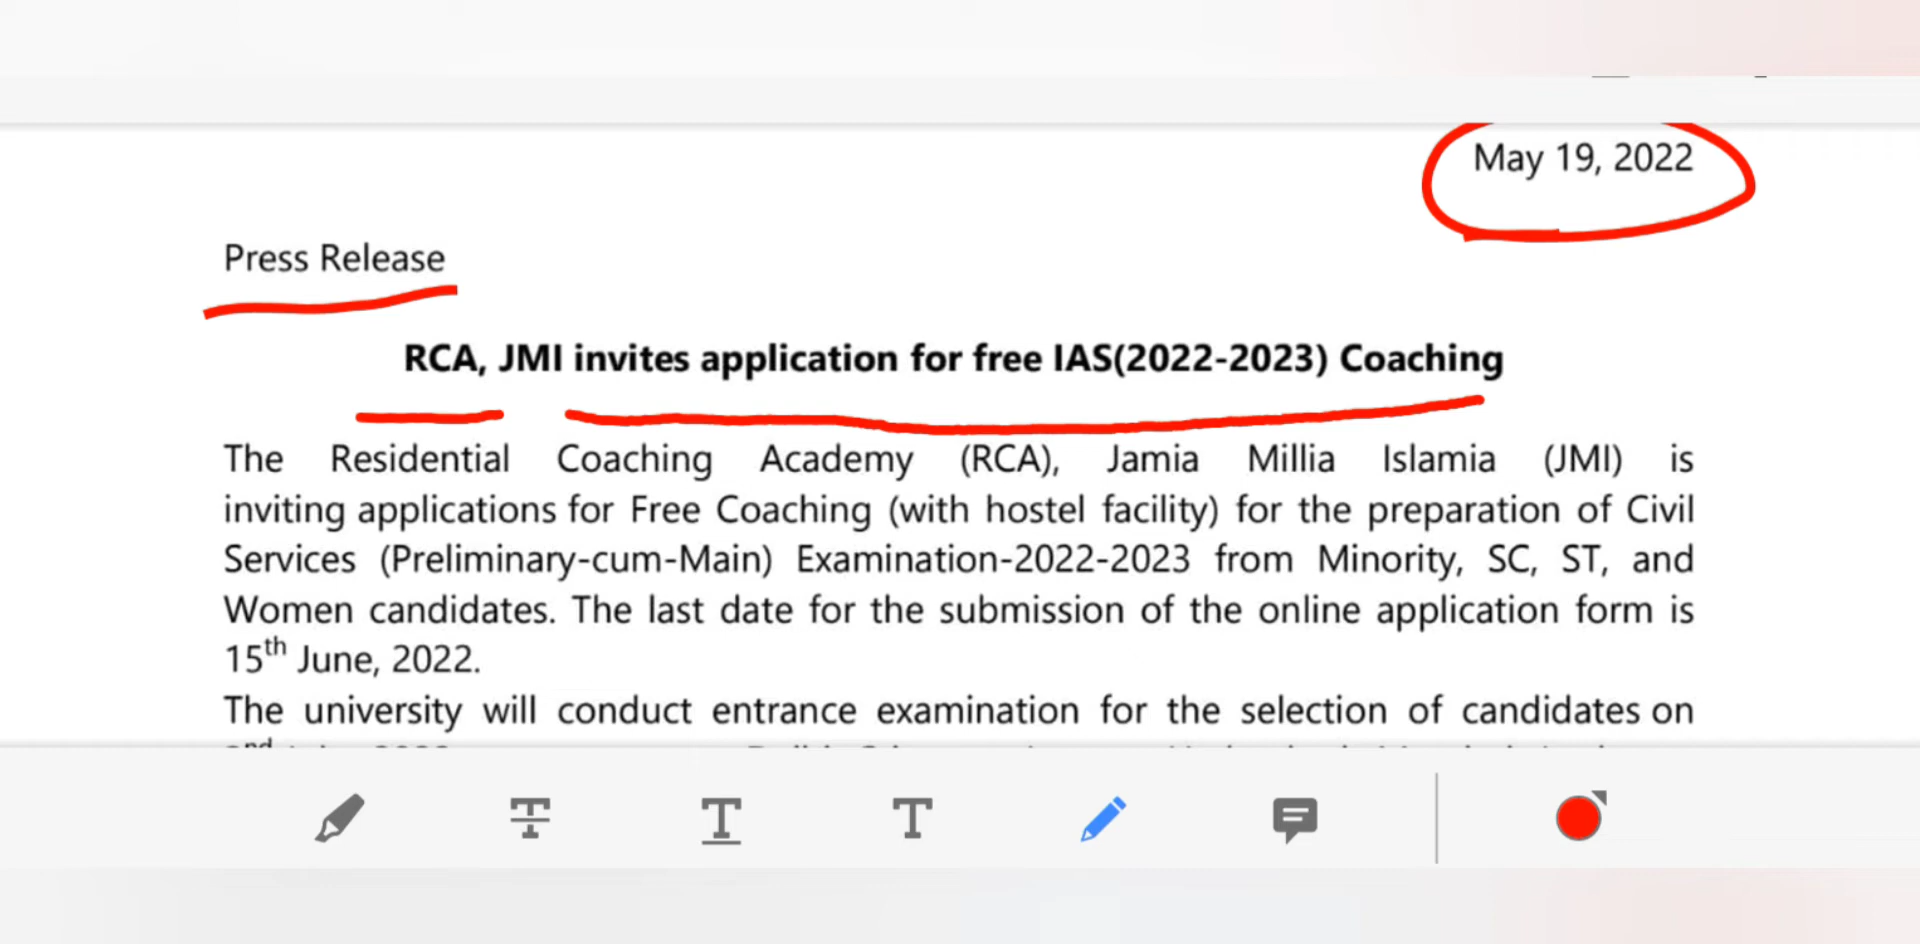 May 19, 2022
Press Release
RCA, JMI invites application for free IAS(2022-2023) Coaching
The Residential Coaching Academy (RCA), Jamia Millia Islamia (JMI) is
inviting applications for Free Coaching (with hostel facility) for the preparation of Civil
Services (Preliminary-cum-Main) Examination-2022-2023 from Minority, SC, ST, and
Women candidates. The last date for the submission of the online application form is
15th June, 2022.
The university will conduct entrance examination for the selection of candidates on